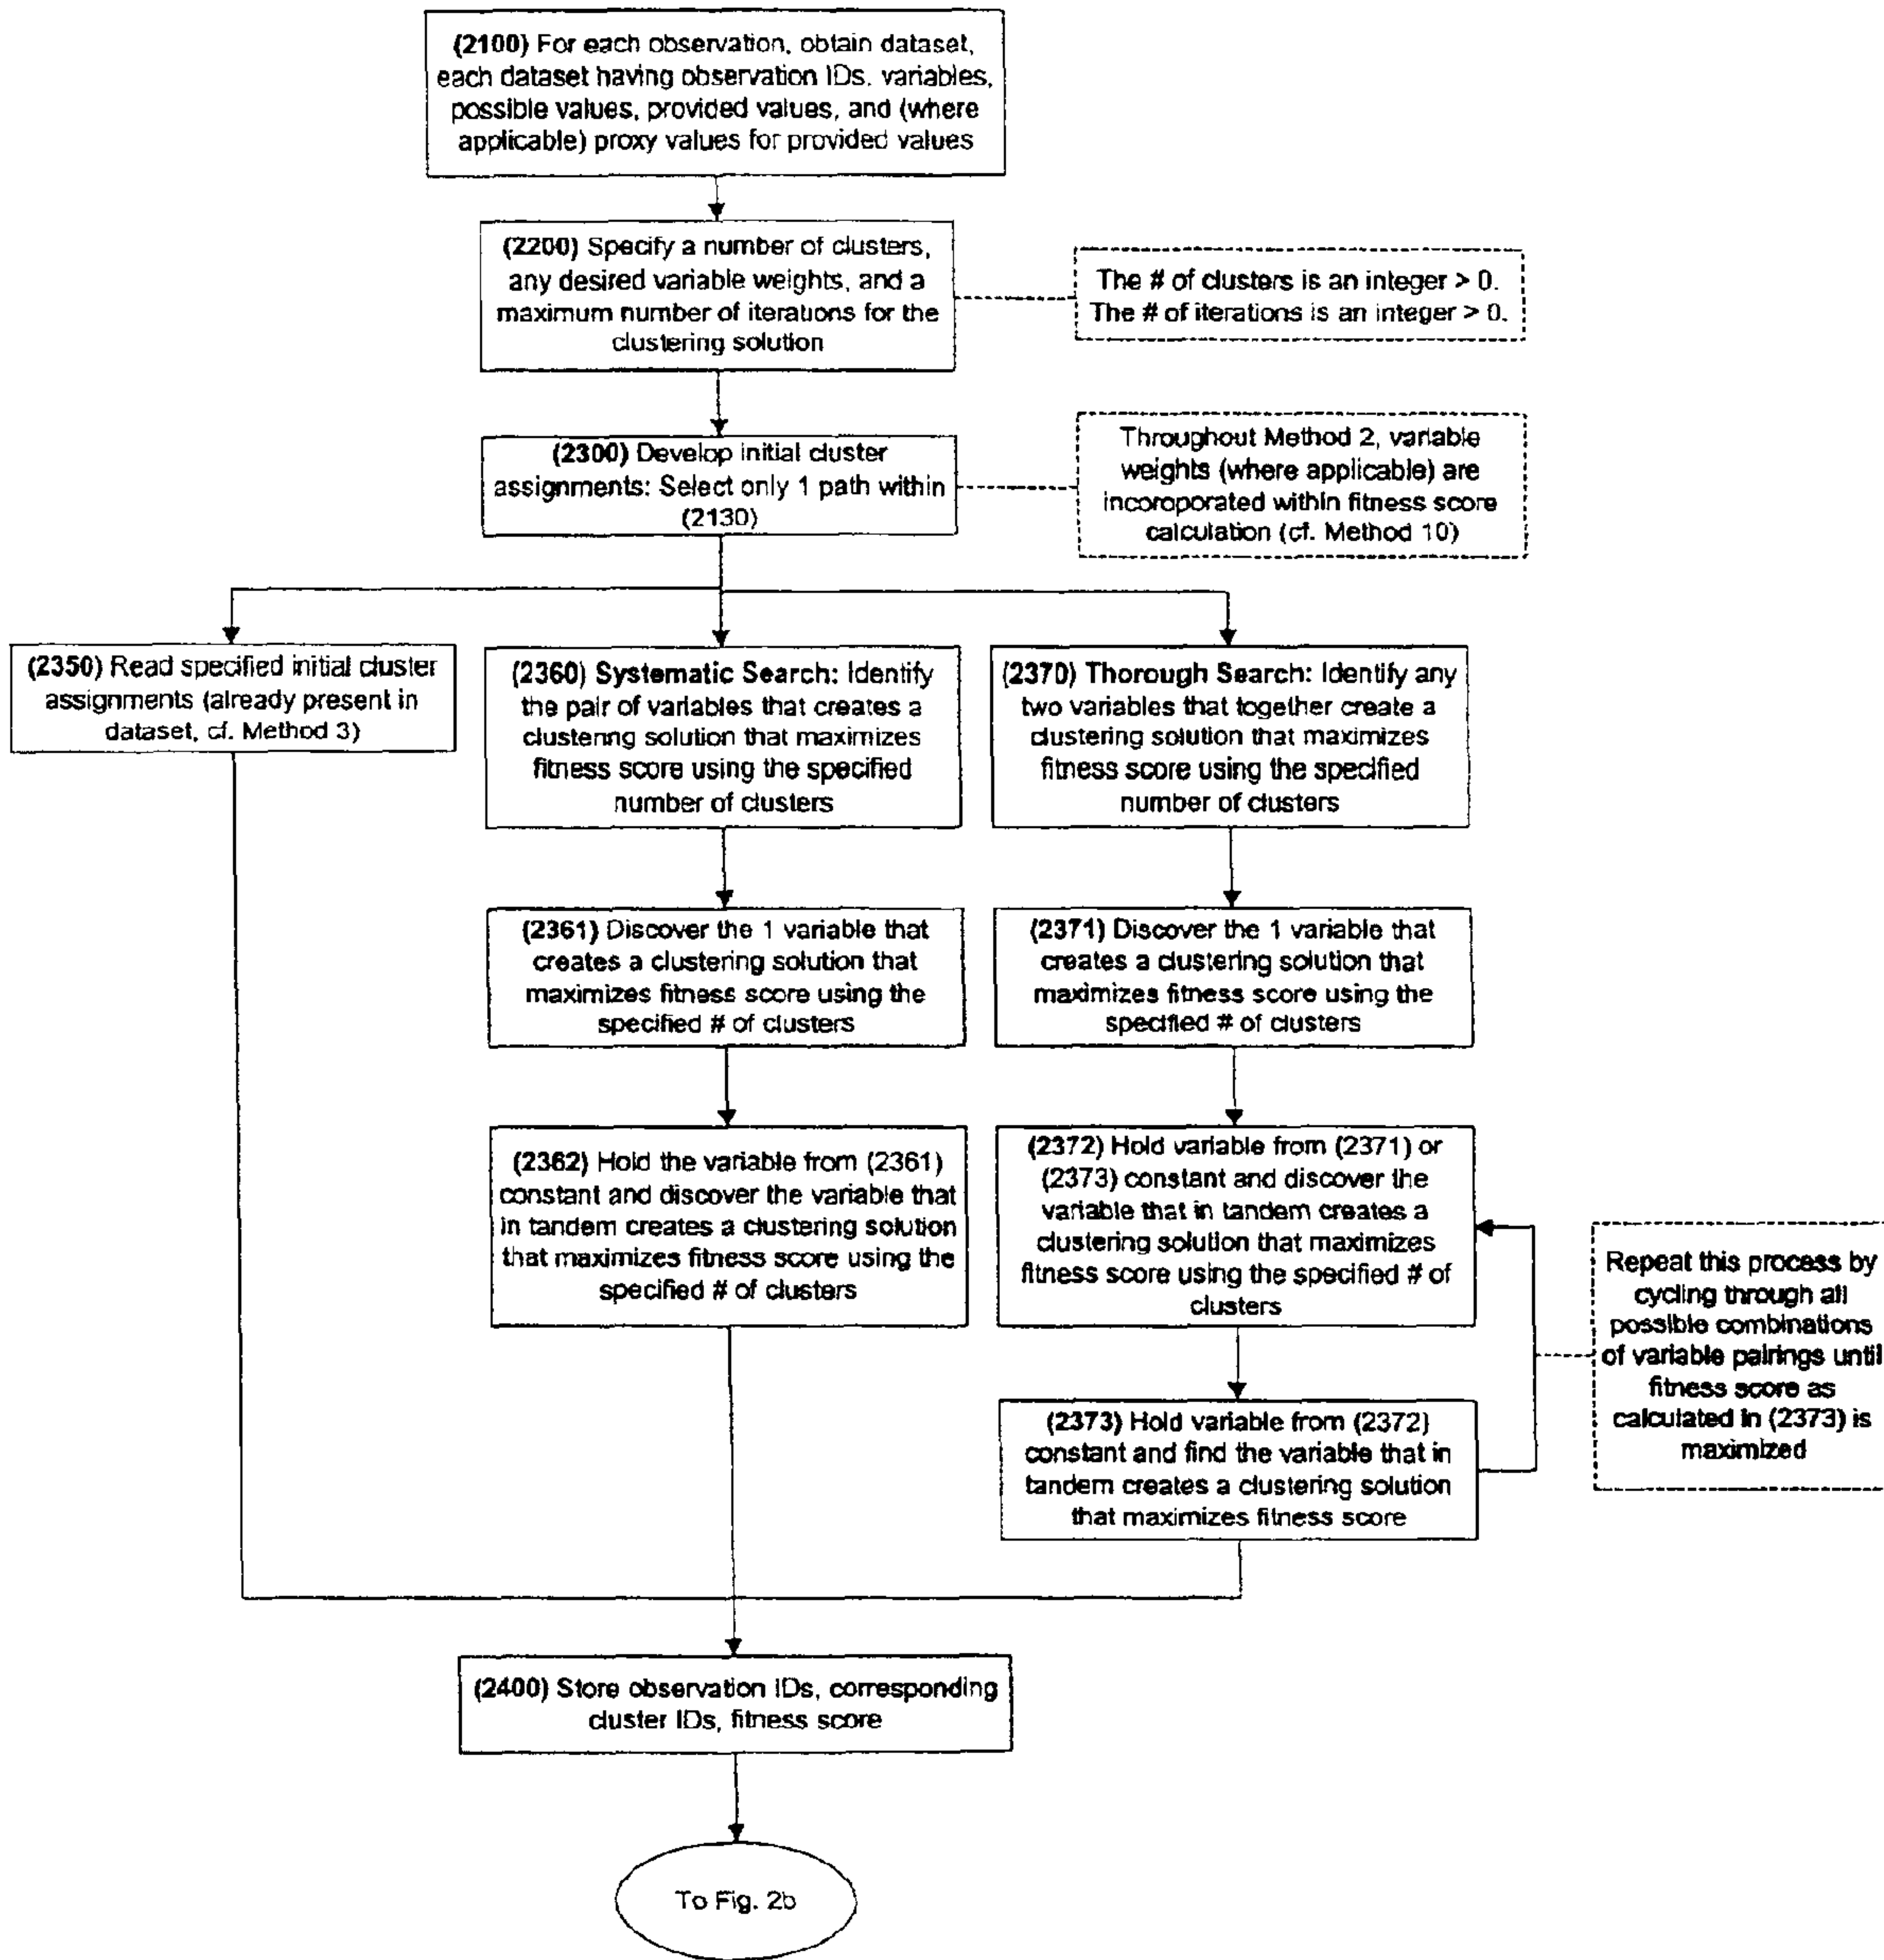 (2100) For each observation, obtain dataset,
each dataset having observation IDs. variables,
possible values, provided values, and (where
applicable) proxy values for provided values
(2200) Specify a number of clusters,
any desired variable weights, and a
maximum number of iterations for the
clustering solution
The # of clusters is an integer > 0.
The # of iterations is an integer > 0.
(2300) Develop initial cluster
assignments: Select only 1 path within
(2130)
Throughout Method 2, variable
weights (where applicable) are
incoroporated within fitness score
calculation (cf. Method 10)
(2350) Read specified initial cluster
assignments (already present in
dataset, cf. Method 3)
(2360) Systematic Search: Identify
the pair of variables that creates a
clustering solution that maximizes
fitness score using the specified
number of clusters
(2370) Thorough Search: Identify any
two variables that together create a
clustering solution that maximizes
fitness score using the specified
number of clusters
(2361) Discover the 1 variable that
creates a clustering solution that
maximizes fitness score using the
specified # of clusters
(2371) Discover the 1 variable that
creates a clustering solution that
maximizes fitness score using the
specified # of clusters
(2362) Hold the variable from (2361)
constant and discover the variable that
in tandem creates a clustering solution
that maximizes fitness score using the
specified # of clusters
(2372) Hold variable from (2371) or
(2373) constant and discover the
variable that in tandem creates a
clustering solution that maximizes
fitness score using the specified # of
clusters
Repeat this process by
cycling through all
possible combinations
of variable pairings until
fitness score as
calculated in (2373) is
maximized
(2373) Hold variable from (2372)
constant and find the variable that in
tandem creates a clustering solution
that maximizes fitness score
(2400) Store observation IDs, corresponding
cluster IDs, fitness score
To Fig. 2b